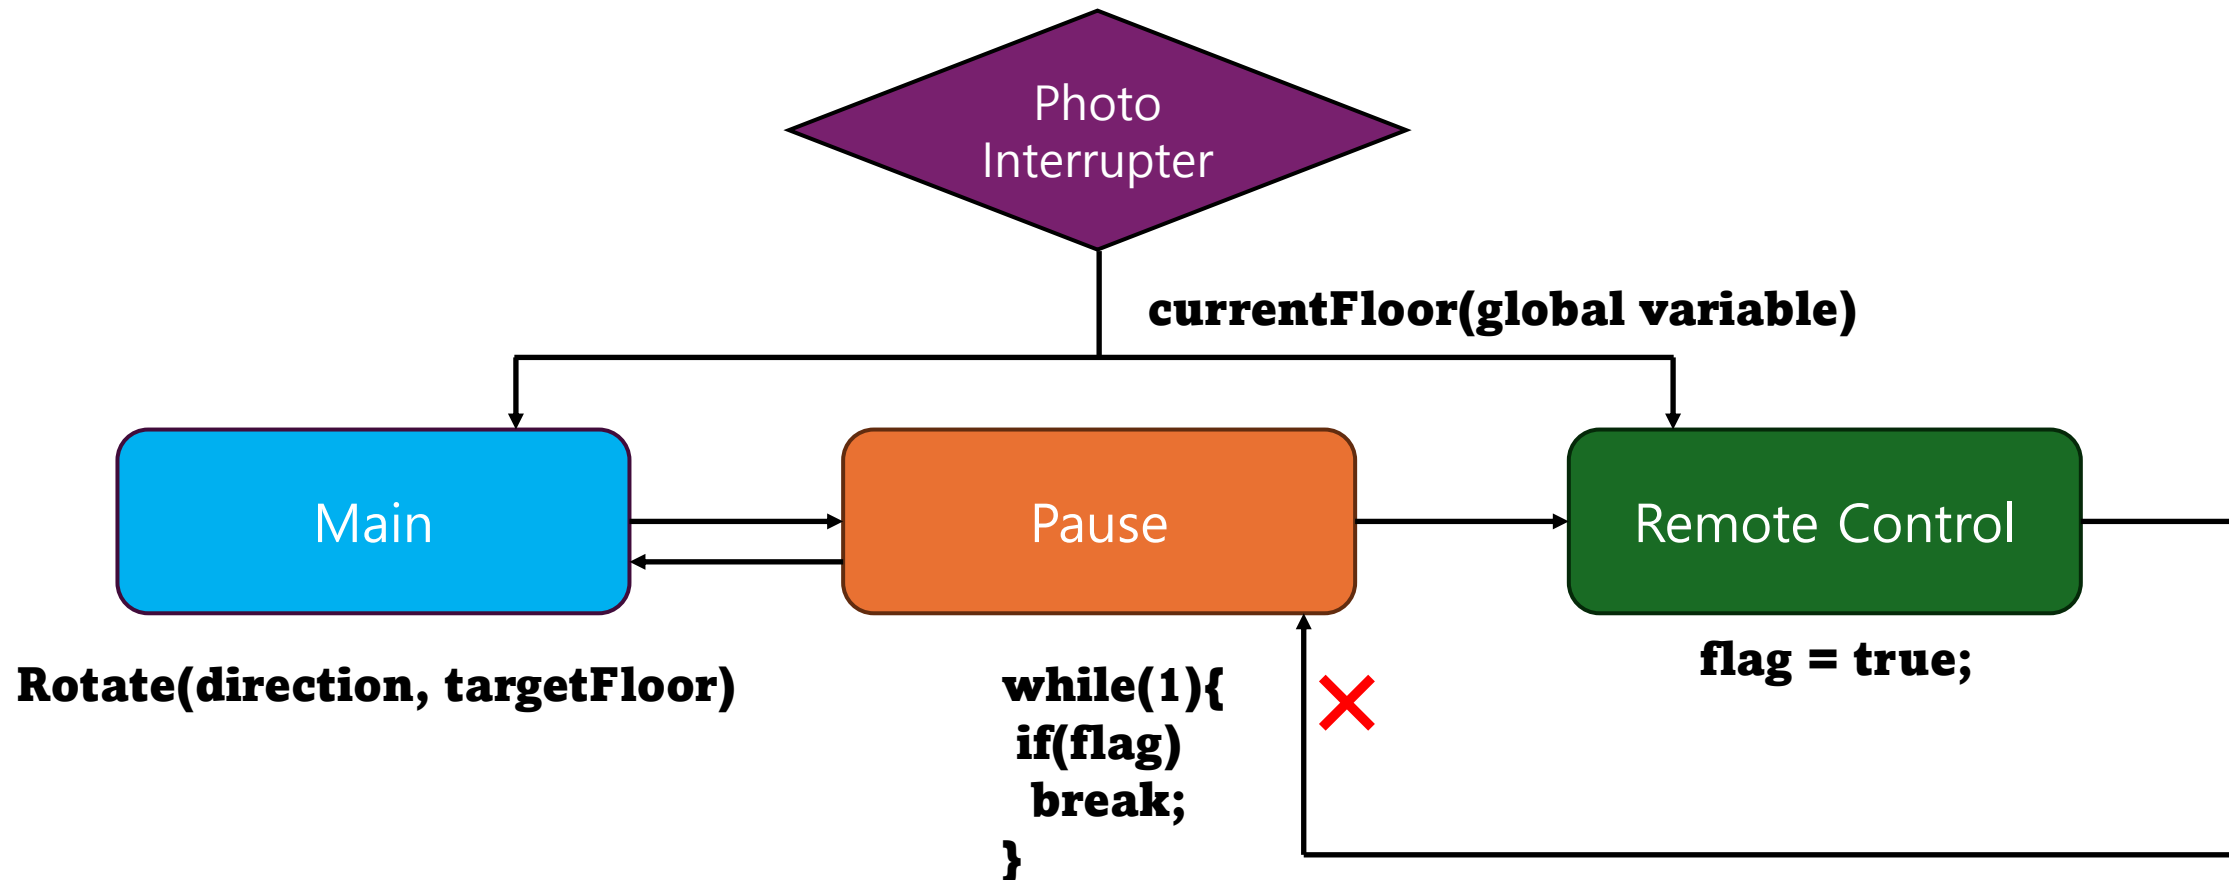 Photo
Interrupter
currentFloor(global variable)
Main
Pause
Remote Control
Rotate(direction, targetFloor)
while(1){
if(flag)
break;
}
flag = true;